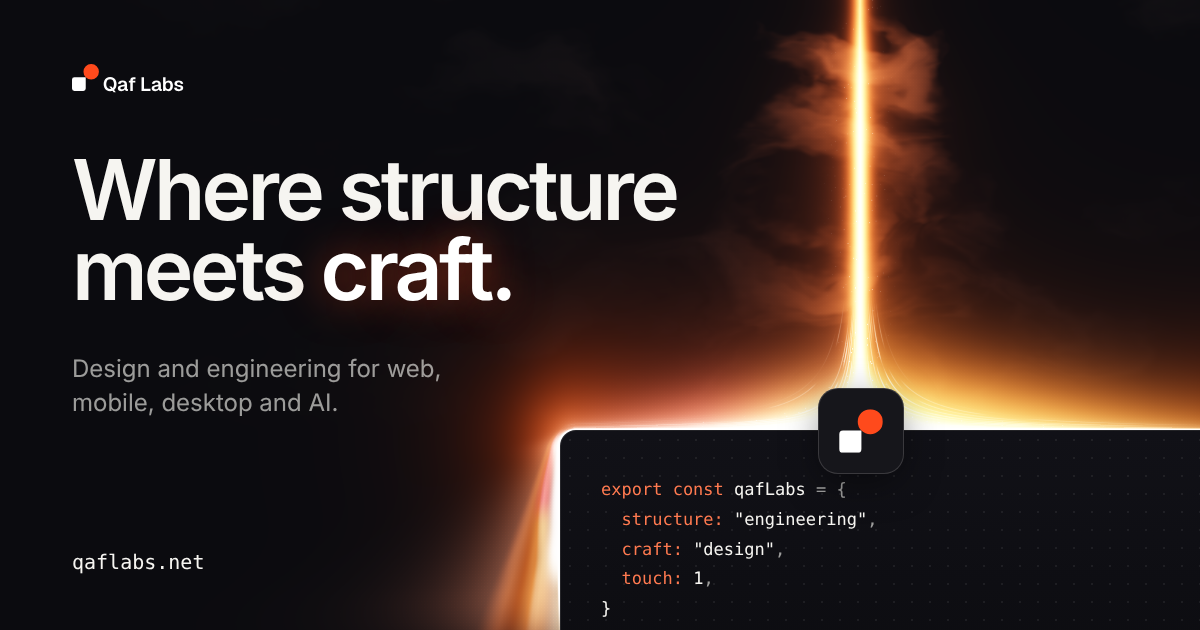 Qaf Labs
Where structure
meets craft.
Design and engineering for web,
mobile, desktop and AI.
qaflabs.net
export const qafLabs = {
  structure: "engineering",
  craft: "design",
  touch: 1,
}